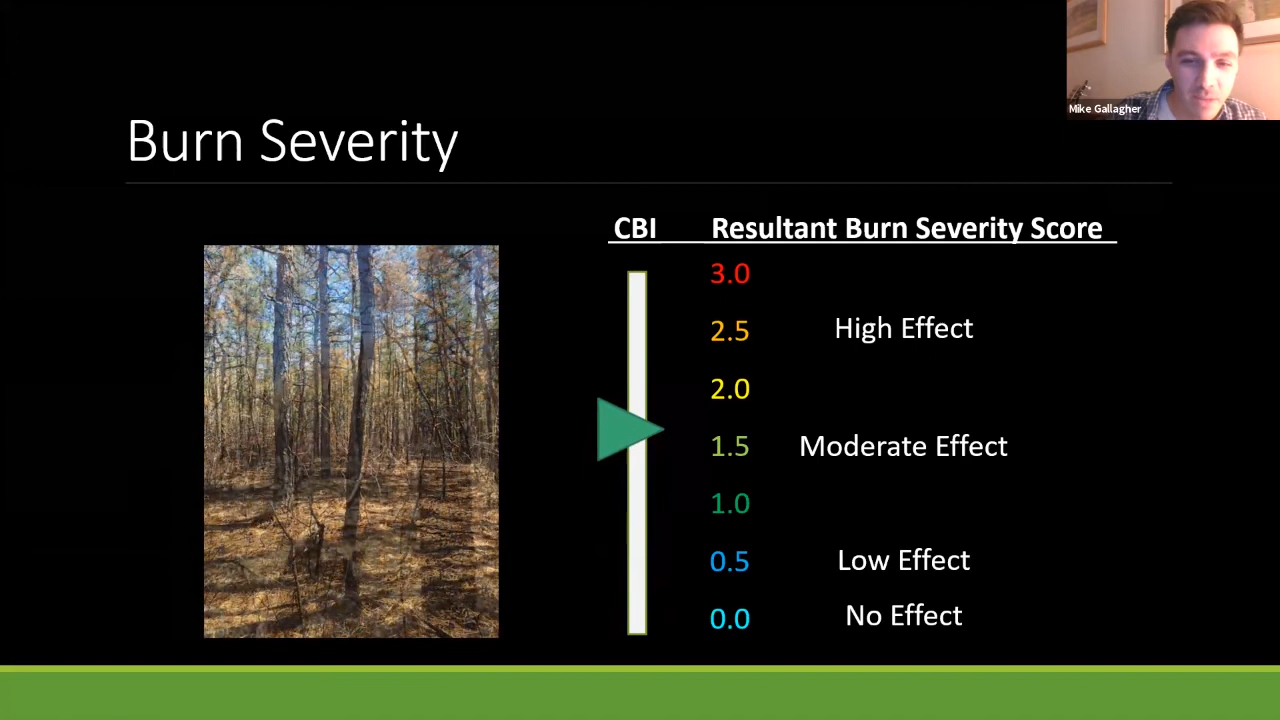 Mike Gallagher
Burn Severity
CBI Resultant Burn Severity Score
3.0
2.5 High Effect
2.0
1.5 Moderate Effect
1.0
0.5 Low Effect
0.0 No Effect